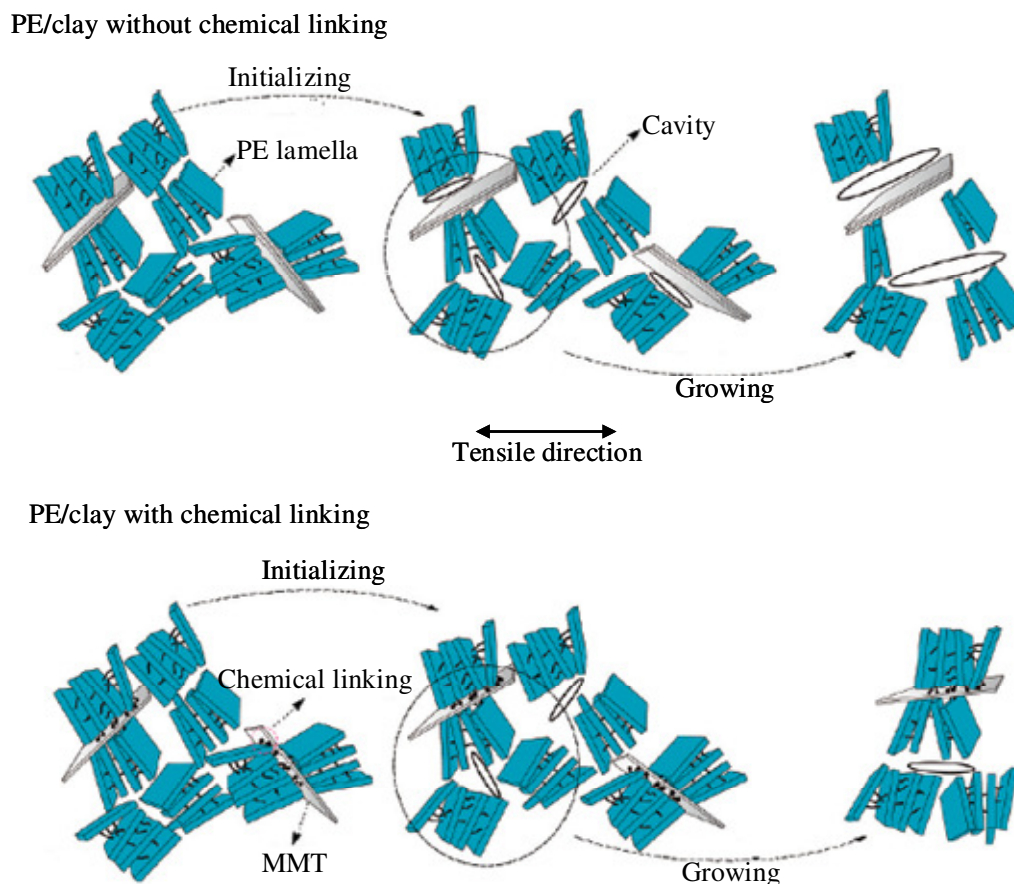 PE/clay without chemical linking
Initializing
Cavity
PE lamella
Growing
Tensile direction
PE/clay with chemical linking
Initializing
Chemical linking
MMT
Growing